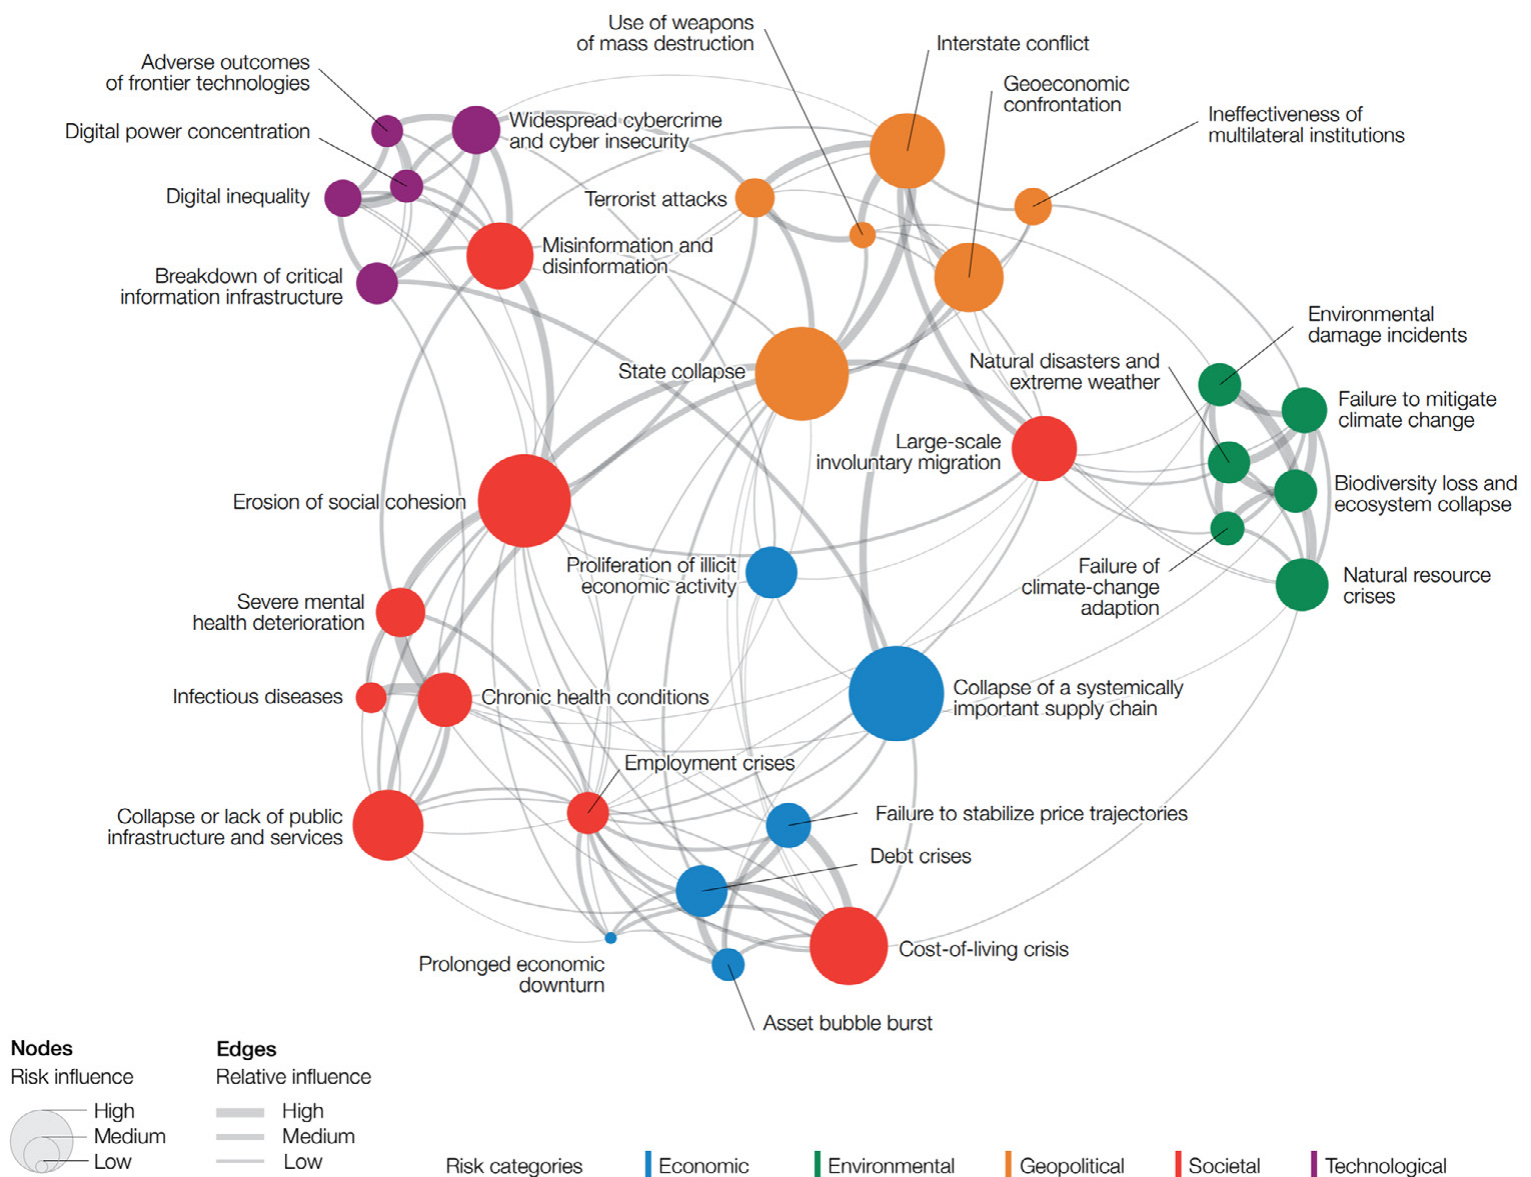 Use of weapons
of mass destruction
Interstate conflict
Adverse outcomes
of frontier technologies
Geoeconomic
confrontation
Ineffectiveness of
multilateral institutions
Digital power concentration
Widespread cybercrime
and cyber insecurity
Digital inequality
Terrorist attacks
Misinformation and
disinformation
Breakdown of critical
information infrastructure
Environmental
damage incidents
State collapse
Natural disasters and
extreme weather
Failure to mitigate
climate change
Large-scale
involuntary migration
Biodiversity loss and
ecosystem collapse
Erosion of social cohesion
Proliferation of illicit
economic activity
Failure of
climate-change
adaption
Natural resource
crises
Severe mental
health deterioration
Infectious diseases
Chronic health conditions
Collapse of a systemically
important supply chain
Employment crises
Collapse or lack of public
infrastructure and services
Failure to stabilize price trajectories
Debt crises
Prolonged economic
downturn
Cost-of-living crisis
Asset bubble burst
Nodes
Risk influence
High
Medium
Low
Edges
Relative influence
High
Medium
Low
Risk categories
Economic
Environmental
Geopolitical
Societal
Technological